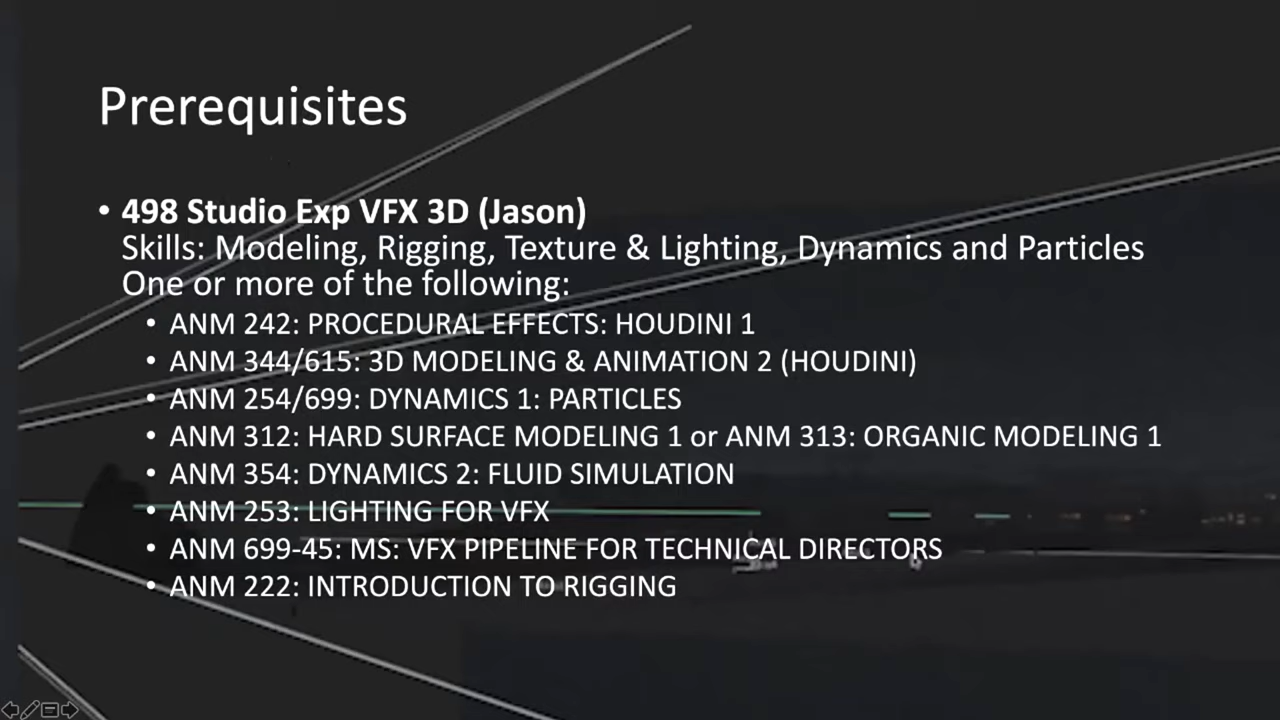 Prerequisites
• 498 Studio Exp VFX 3D (Jason)
Skills: Modeling, Rigging, Texture & Lighting, Dynamics and Particles
One or more of the following:
• ANM 242: PROCEDURAL EFFECTS: HOUDINI 1
• ANM 344/615: 3D MODELING & ANIMATION 2 (HOUDINI)
• ANM 254/699: DYNAMICS 1: PARTICLES
• ANM 312: HARD SURFACE MODELING 1 or ANM 313: ORGANIC MODELING 1
• ANM 354: DYNAMICS 2: FLUID SIMULATION
• ANM 253: LIGHTING FOR VFX
• ANM 699-45: MS: VFX PIPELINE FOR TECHNICAL DIRECTORS
• ANM 222: INTRODUCTION TO RIGGING